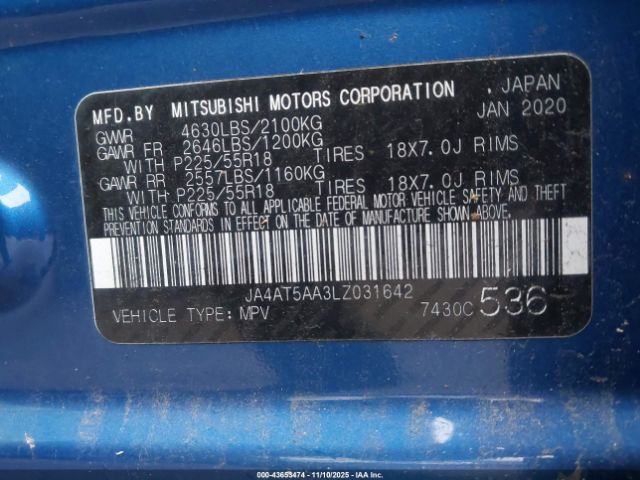 MFD.BY MITSUBISHI MOTORS CORPORATION . JAPAN
GVWR 4630LBS/2100KG JAN 2020
GAWR FR 2646LBS/1200KG
WITH P225/55R18 TIRES 18X7.0J RIMS
GAWR RR 2557LBS/1160KG
WITH P225/55R18 TIRES 18X7.0J RIMS
THIS VEHICLE CONFORMS TO ALL APPLICABLE FEDERAL MOTOR VEHICLE SAFETY AND THEFT
PREVENTION STANDARDS IN EFFECT ON THE DATE OF MANUFACTURE SHOWN ABOVE.
JA4AT5AA3LZ031642
VEHICLE TYPE: MPV 7430C 536
000-43653474 - 11/10/2025 - IAAI.com